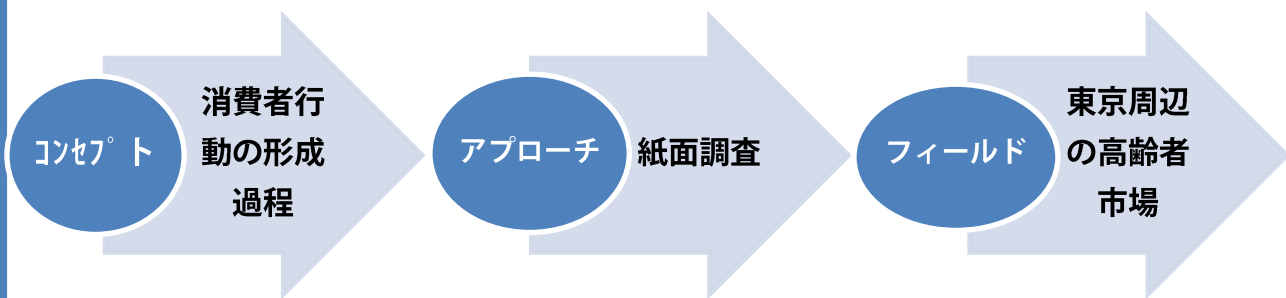 ｺﾝｾﾌﾟﾄ
消費者行
動の形成
過程
アプローチ
紙面調査
フィールド
東京周辺
の高齢者
市場